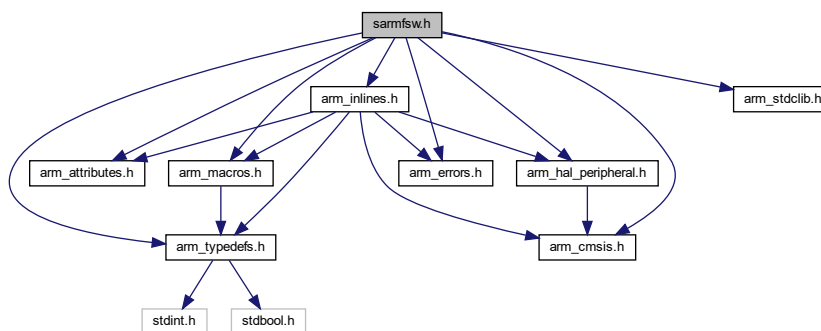 sarmfsw.h
arm_inlines.h
arm_stdclib.h
arm_attributes.h
arm_macros.h
arm_errors.h
arm_hal_peripheral.h
arm_typedefs.h
arm_cmsis.h
stdint.h
stdbool.h